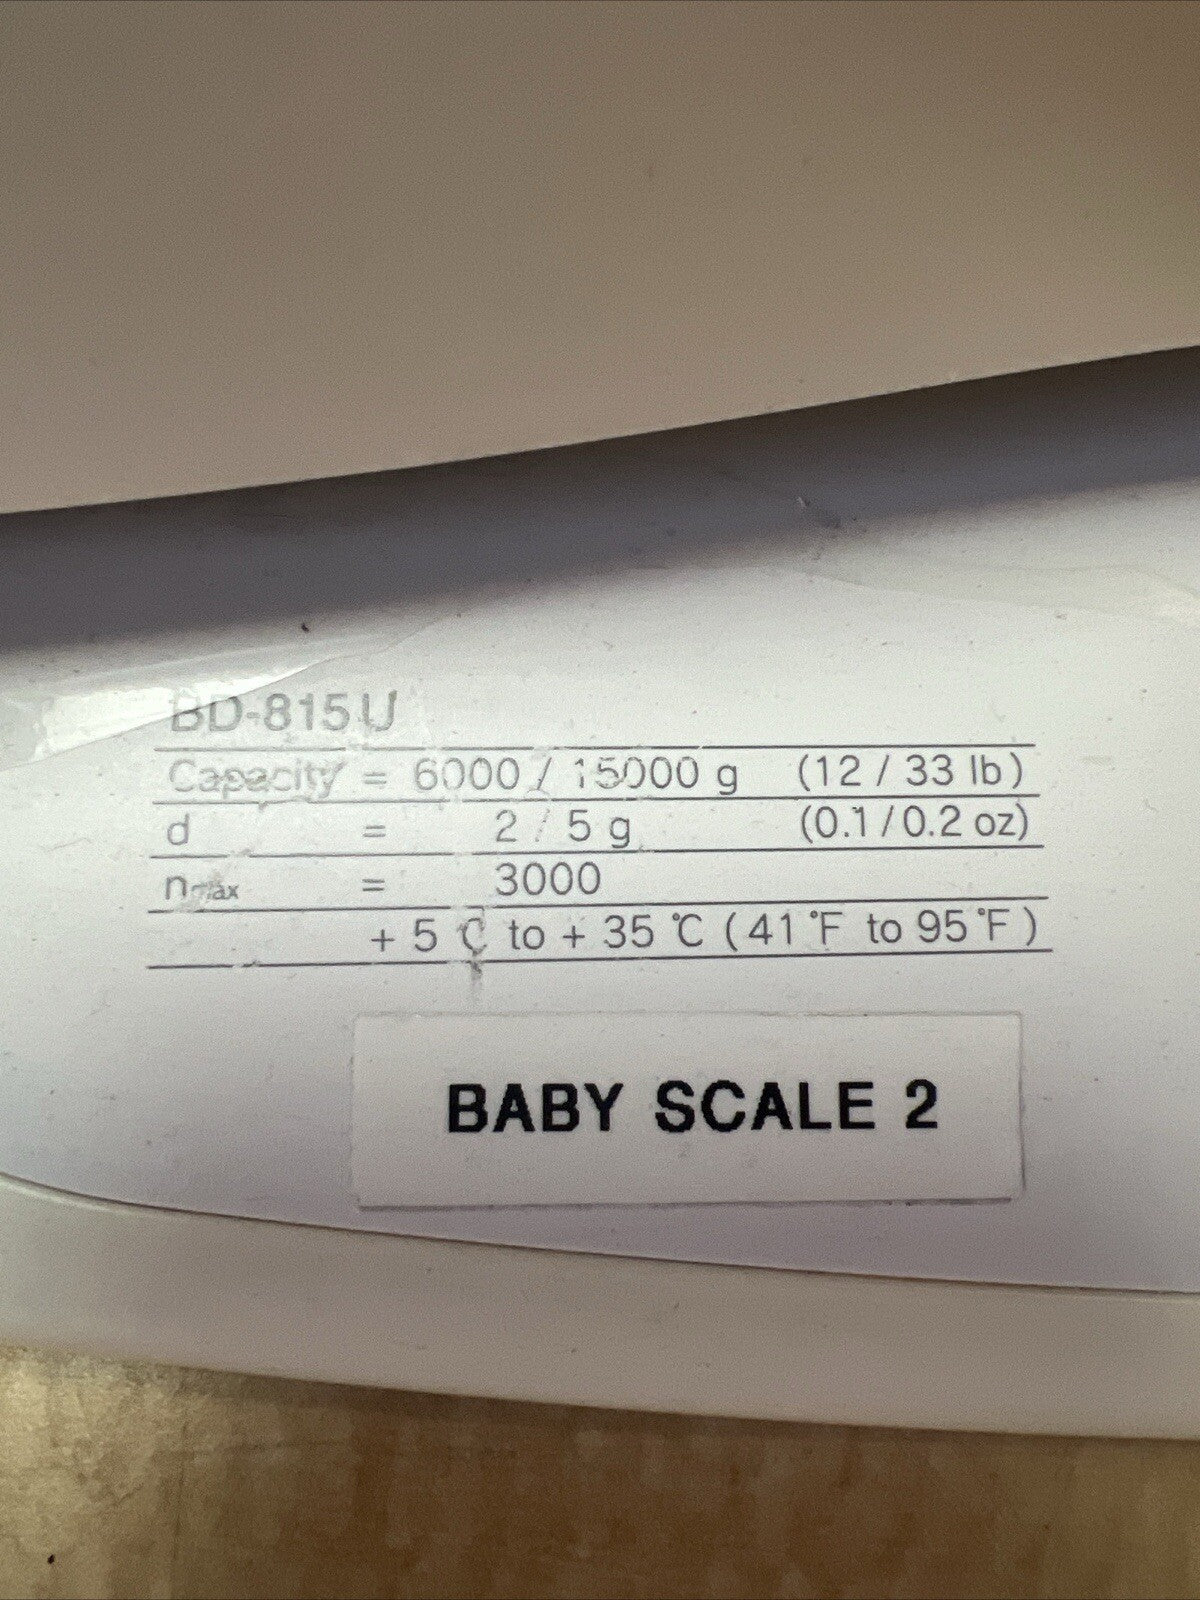 BD-815U
Capacity = 6000 / 15000 g (12 / 33 lb)
d = 2 / 5 g (0.1 / 0.2 oz)
nmax = 3000
+ 5 ℃ to + 35 ℃ (41 °F to 95 °F)
BABY SCALE 2